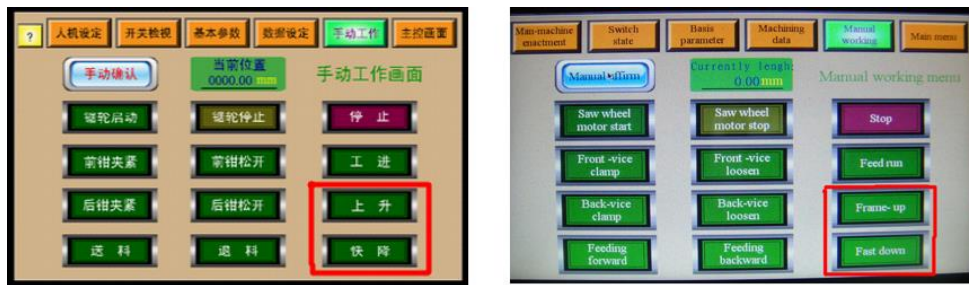 ?
人机设定
开关检视
基本参数
数据设定
手动工作
主控画面
手动确认
当前位置
0000.00 mm
手动工作画面
锯轮启动
锯轮停止
停 止
前钳夹紧
前钳松开
工 进
后钳夹紧
后钳松开
上 升
送 料
退 料
快 降
Man-machine
enactment
Switch
state
Basis
parameter
Machining
data
Manual
working
Main menu
Manual affirm
Currently lengh:
0.00 mm
Manual working menu
Saw wheel
motor start
Saw wheel
motor stop
Stop
Front -vice
clamp
Front -vice
loosen
Feed run
Back-vice
clamp
Back-vice
loosen
Frame- up
Feeding
forward
Feeding
backward
Fast down